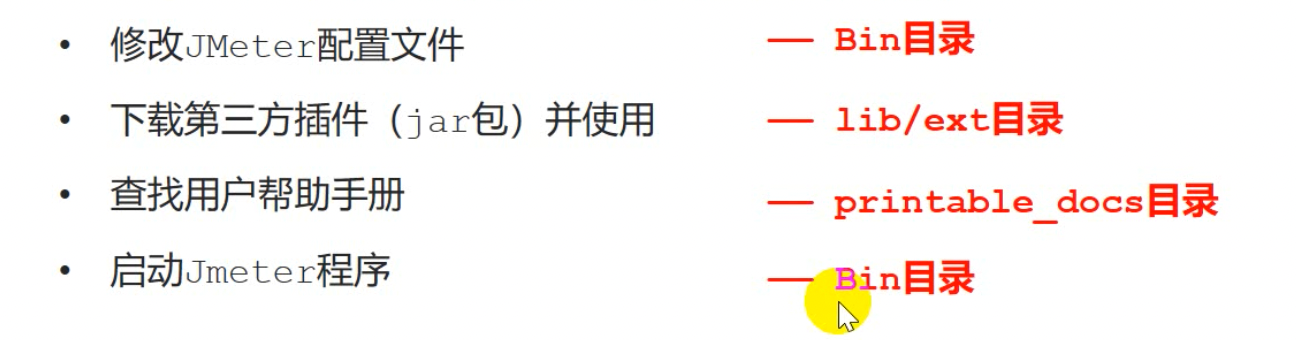 • 修改JMeter配置文件 — Bin目录
• 下载第三方插件（jar包）并使用 — lib/ext目录
• 查找用户帮助手册 — printable_docs目录
• 启动Jmeter程序 — Bin目录